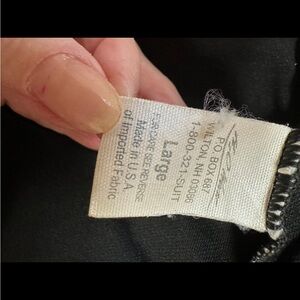 P.O. BOX 687
WILTON, NH 03086
1-800-321-SUIT
Large
FOR CARE SEE REVERSE
Made in U.S.A.
of Imported Fabric